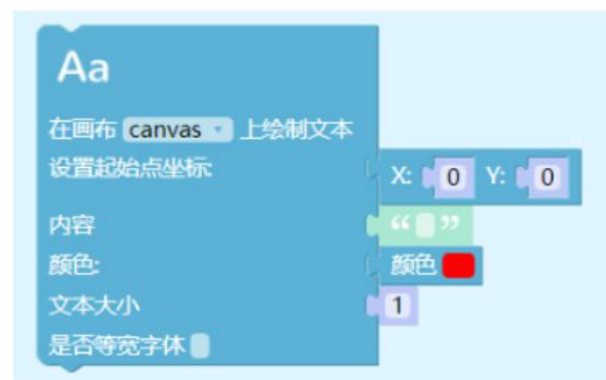 Aa
在画布 canvas 上绘制文本
设置起始点坐标:
X: 0 Y: 0
内容
“ ”
颜色:
颜色
文本大小
1
是否等宽字体